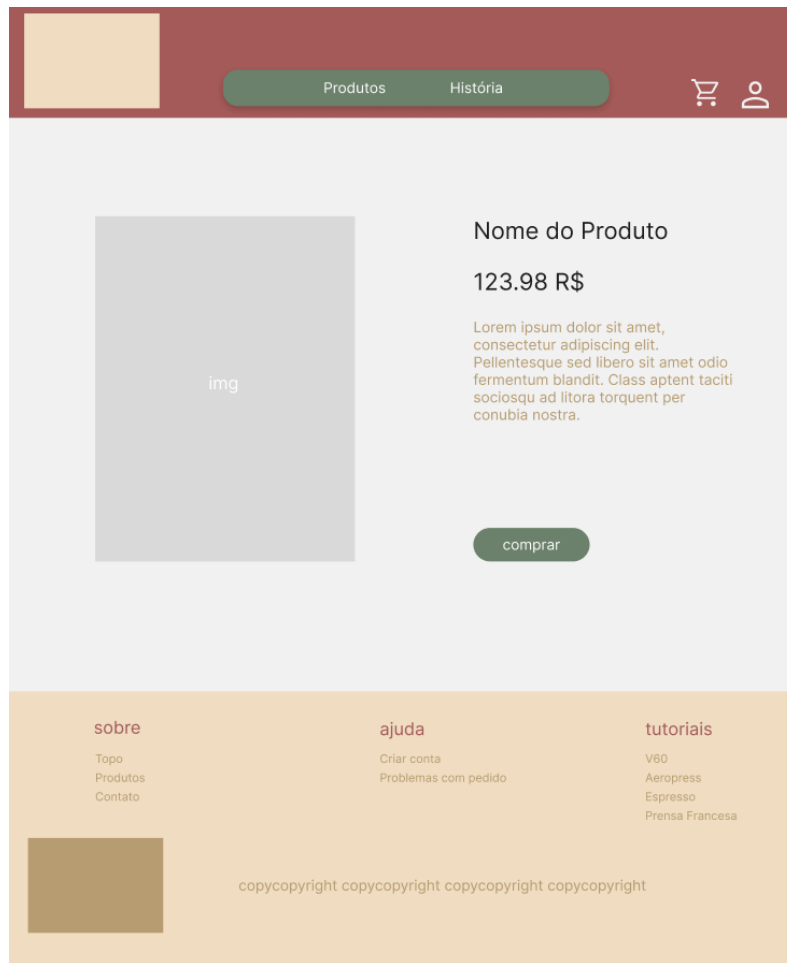 Produtos História
img
Nome do Produto
123.98 R$
Lorem ipsum dolor sit amet,
consectetur adipiscing elit.
Pellentesque sed libero sit amet odio
fermentum blandit. Class aptent taciti
sociosqu ad litora torquent per
conubia nostra.
comprar
sobre
Topo
Produtos
Contato
ajuda
Criar conta
Problemas com pedido
tutoriais
V60
Aeropress
Espresso
Prensa Francesa
copycopyright copycopyright copycopyright copycopyright